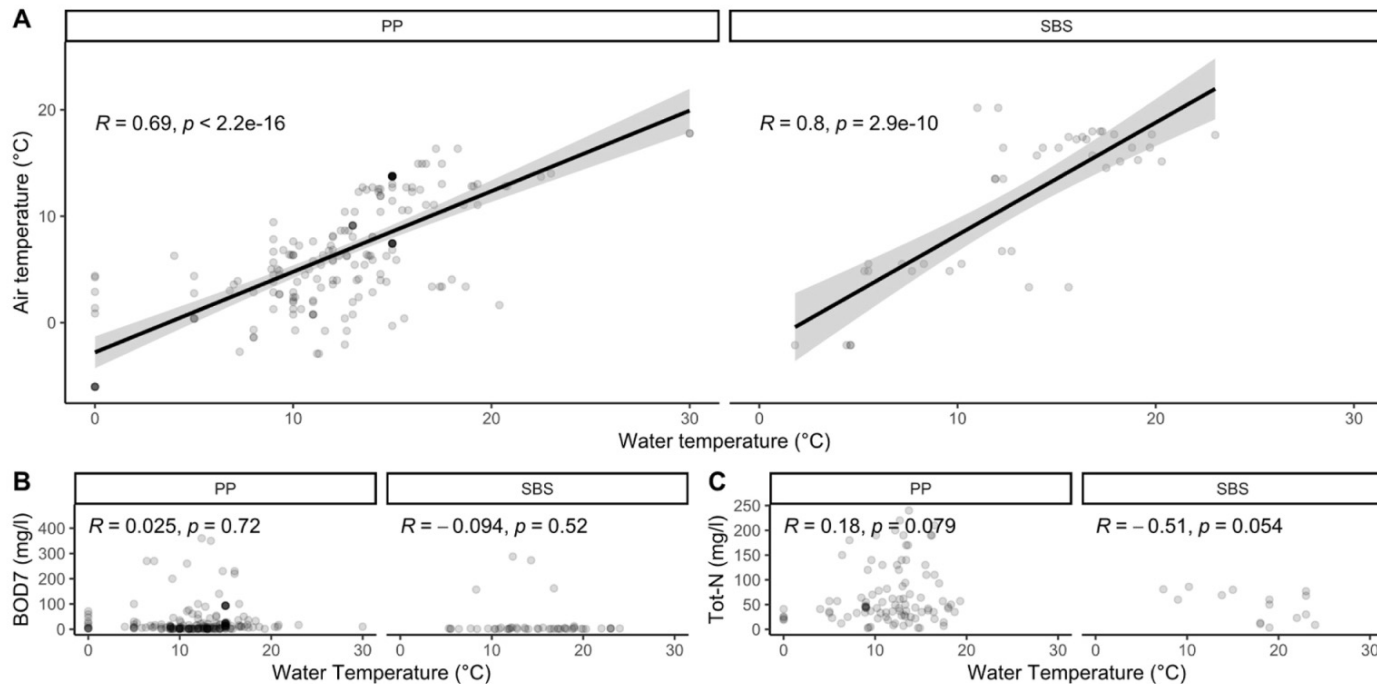 A
PP
SBS
R = 0.69, p < 2.2e-16
R = 0.8, p = 2.9e-10
Air temperature (°C)
20
10
0
0 10 20 30
0 10 20 30
Water temperature (°C)
B
PP
SBS
R = 0.025, p = 0.72
R = − 0.094, p = 0.52
BOD7 (mg/l)
400
300
200
100
0
0 10 20 30
0 10 20 30
Water Temperature (°C)
C
PP
SBS
R = 0.18, p = 0.079
R = − 0.51, p = 0.054
Tot-N (mg/l)
250
200
150
100
50
0
0 10 20 30
0 10 20 30
Water Temperature (°C)